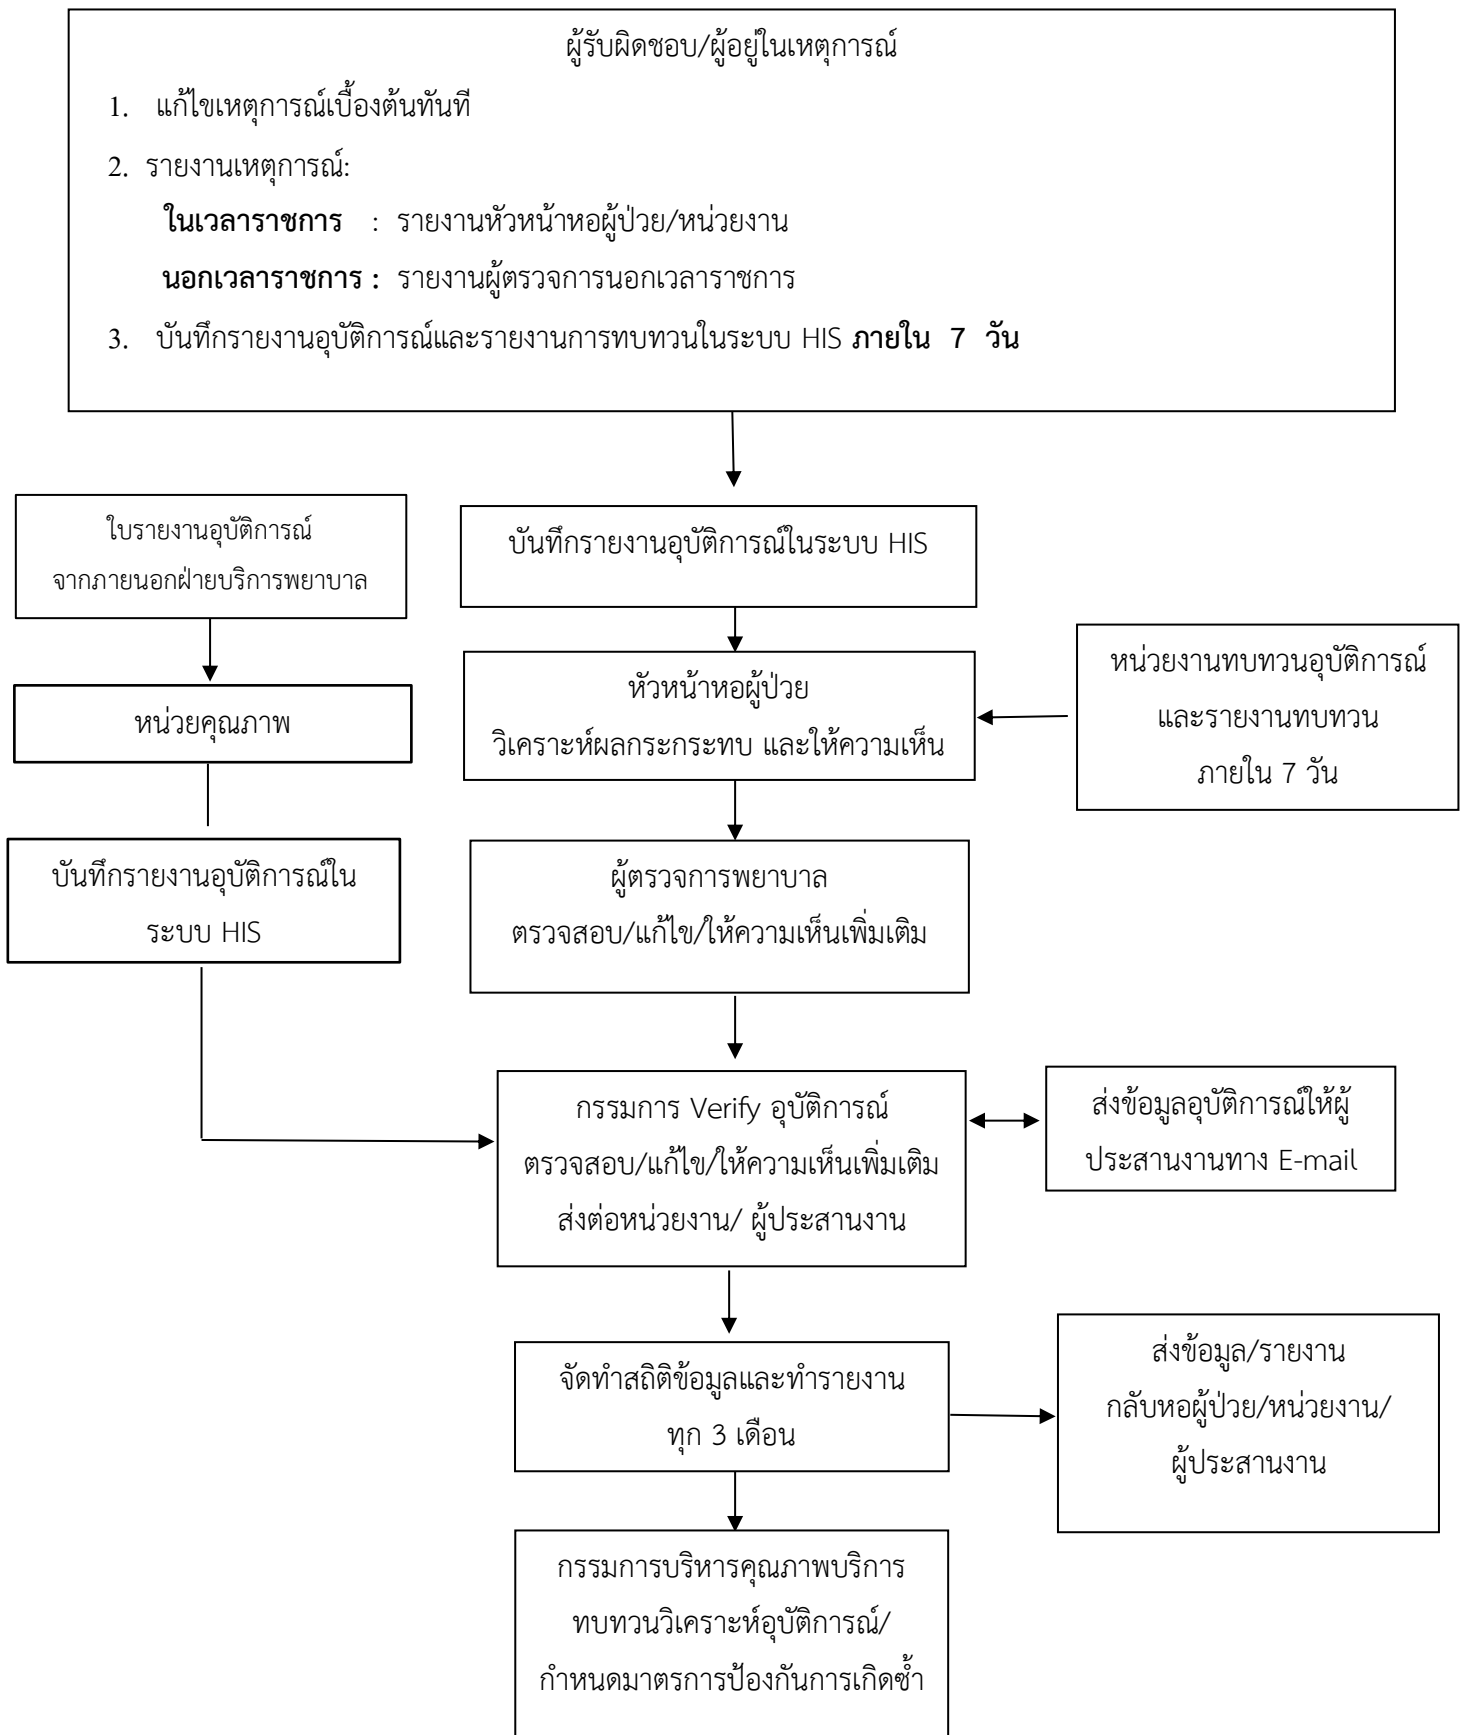 ผู้รับผิดชอบ/ผู้อยู่ในเหตุการณ์
1. แก้ไขเหตุการณ์เบื้องต้นทันที
2. รายงานเหตุการณ์:
ในเวลาราชการ : รายงานหัวหน้าหอผู้ป่วย/หน่วยงาน
นอกเวลาราชการ : รายงานผู้ตรวจการนอกเวลาราชการ
3. บันทึกรายงานอุบัติการณ์และรายงานการทบทวนในระบบ HIS ภายใน 7 วัน
ใบรายงานอุบัติการณ์
จากภายนอกฝ่ายบริการพยาบาล
หน่วยคุณภาพ
บันทึกรายงานอุบัติการณ์ใน
ระบบ HIS
บันทึกรายงานอุบัติการณ์ในระบบ HIS
หัวหน้าหอผู้ป่วย
วิเคราะห์ผลกระกระทบ และให้ความเห็น
หน่วยงานทบทวนอุบัติการณ์
และรายงานทบทวน
ภายใน 7 วัน
ผู้ตรวจการพยาบาล
ตรวจสอบ/แก้ไข/ให้ความเห็นเพิ่มเติม
กรรมการ Verify อุบัติการณ์
ตรวจสอบ/แก้ไข/ให้ความเห็นเพิ่มเติม
ส่งต่อหน่วยงาน/ ผู้ประสานงาน
ส่งข้อมูลอุบัติการณ์ให้ผู้
ประสานงานทาง E-mail
จัดทำสถิติข้อมูลและทำรายงาน
ทุก 3 เดือน
ส่งข้อมูล/รายงาน
กลับหอผู้ป่วย/หน่วยงาน/
ผู้ประสานงาน
กรรมการบริหารคุณภาพบริการ
ทบทวนวิเคราะห์อุบัติการณ์/
กำหนดมาตรการป้องกันการเกิดซ้ำ